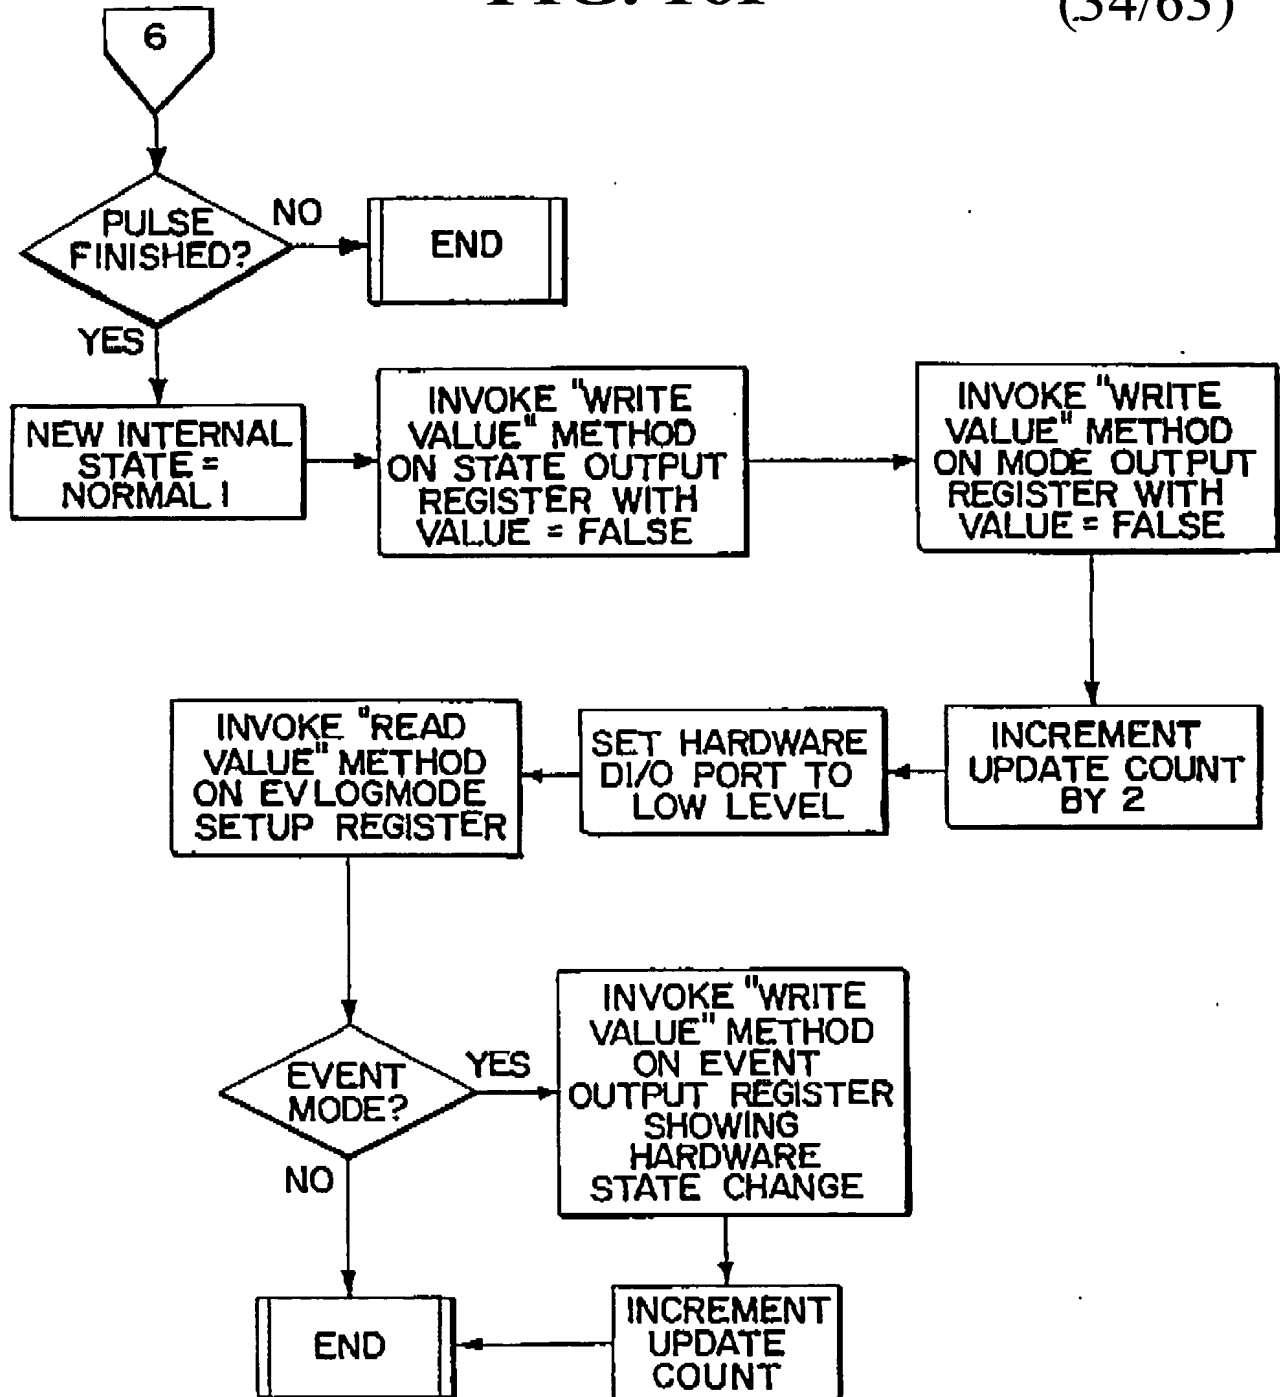 (34/63)
6
PULSE
FINISHED?
NO
END
YES
NEW INTERNAL
STATE =
NORMAL 1
INVOKE "WRITE
VALUE" METHOD
ON STATE OUTPUT
REGISTER WITH
VALUE = FALSE
INVOKE "WRITE
VALUE" METHOD
ON MODE OUTPUT
REGISTER WITH
VALUE = FALSE
INCREMENT
UPDATE COUNT
BY 2
SET HARDWARE
DI/O PORT TO
LOW LEVEL
INVOKE "READ
VALUE" METHOD
ON EVLOGMODE
SETUP REGISTER
EVENT
MODE?
YES
INVOKE "WRITE
VALUE" METHOD
ON EVENT
OUTPUT REGISTER
SHOWING
HARDWARE
STATE CHANGE
NO
INCREMENT
UPDATE
COUNT
END